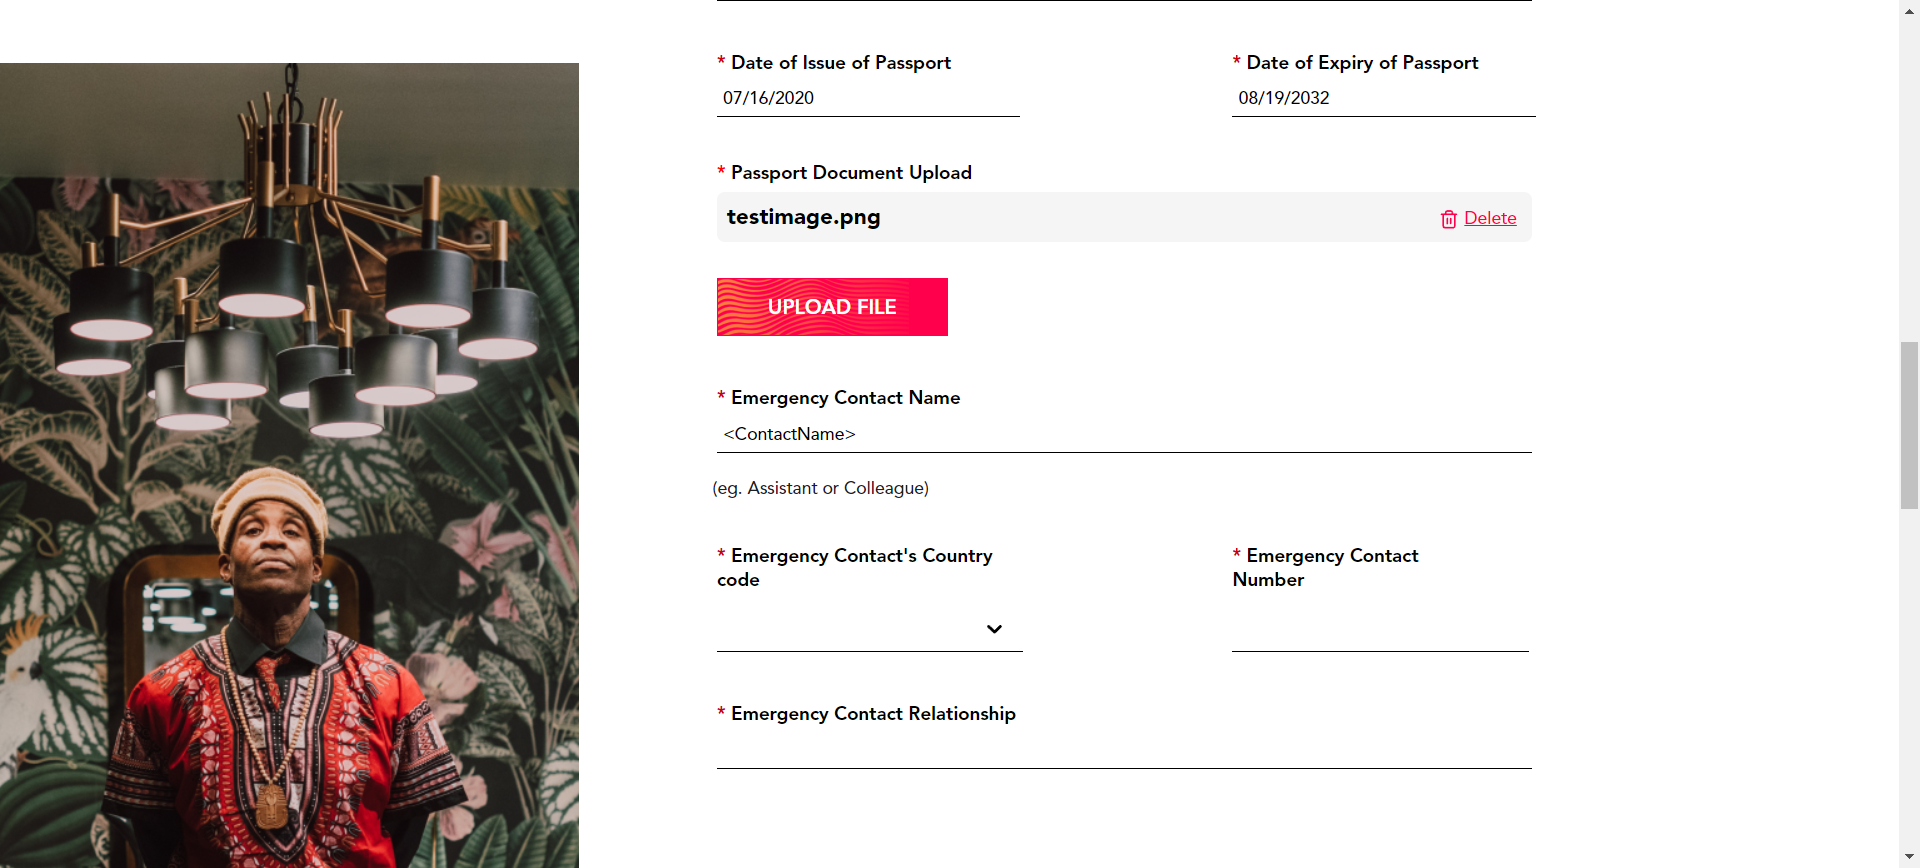 * Date of Issue of Passport
07/16/2020
* Date of Expiry of Passport
08/19/2032
* Passport Document Upload
testimage.png
Delete
UPLOAD FILE
* Emergency Contact Name
<ContactName>
(eg. Assistant or Colleague)
* Emergency Contact's Country
code
* Emergency Contact
Number
* Emergency Contact Relationship